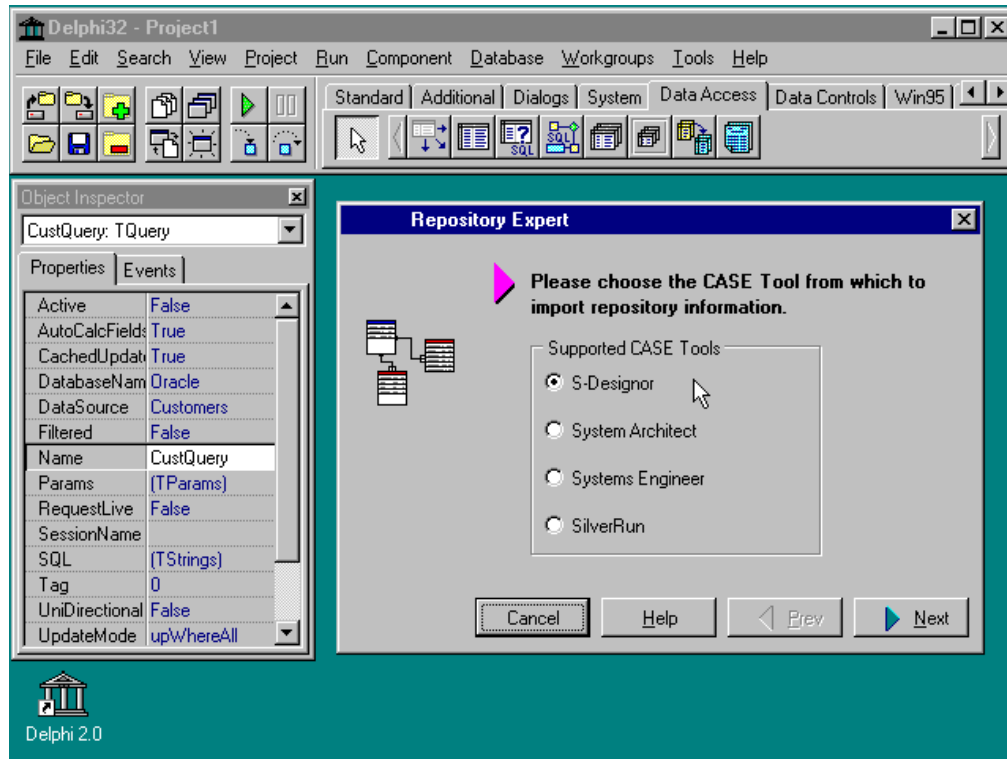 Delphi32 - Project1
File Edit Search View Project Run Component Database Workgroups Tools Help
Standard Additional Dialogs System Data Access Data Controls Win95
SQL
SQL
Object Inspector
CustQuery: TQuery
Properties Events
Active False
AutoCalcFields True
CachedUpdat True
DatabaseNam Oracle
DataSource Customers
Filtered False
Name CustQuery
Params (TParams)
RequestLive False
SessionName
SQL (TStrings)
Tag 0
UniDirectional False
UpdateMode upWhereAll
Repository Expert
Please choose the CASE Tool from which to
import repository information.
Supported CASE Tools
S-Designor
System Architect
Systems Engineer
SilverRun
Cancel Help Prev Next
Delphi 2.0